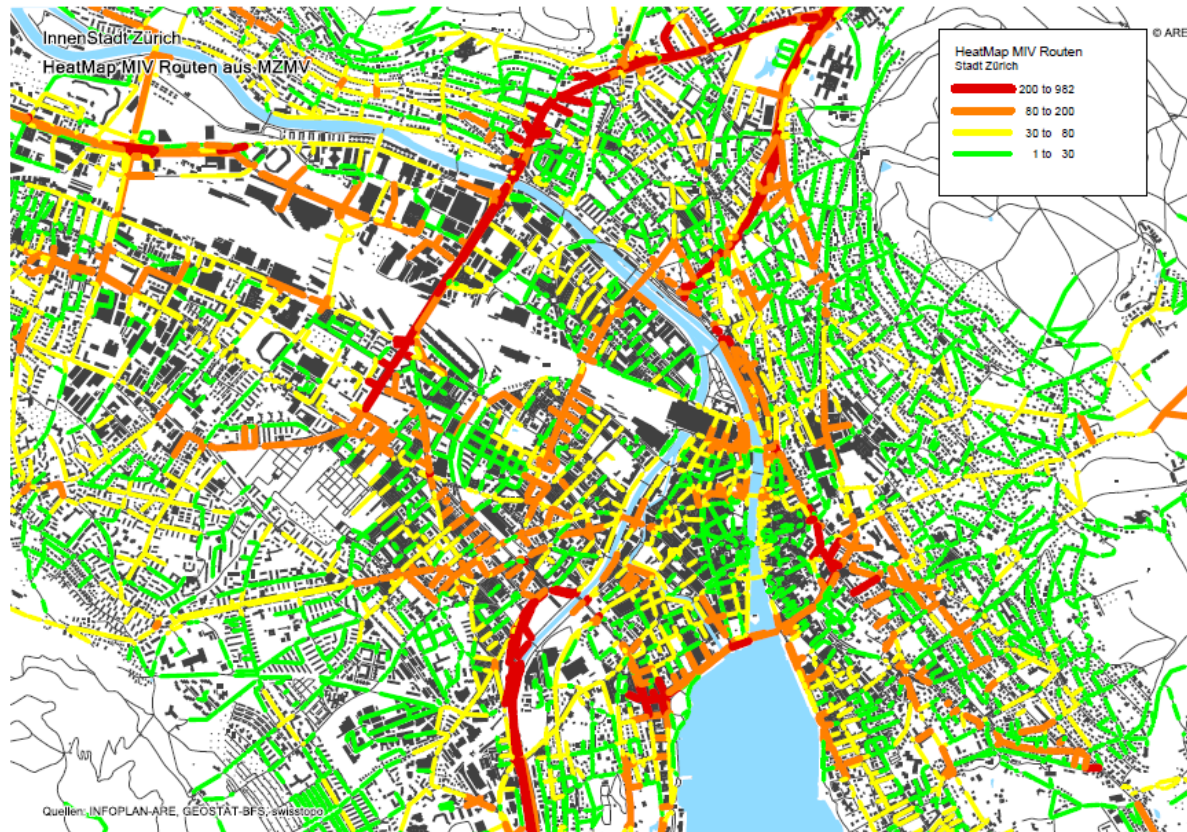 InnenStadt Zürich
HeatMap MIV Routen aus MZMV
© ARE
HeatMap MIV Routen
Stadt Zürich
200 to 982
80 to 200
30 to 80
1 to 30
Quellen: INFOPLAN-ARE, GEOSTAT-BFS, swisstopo